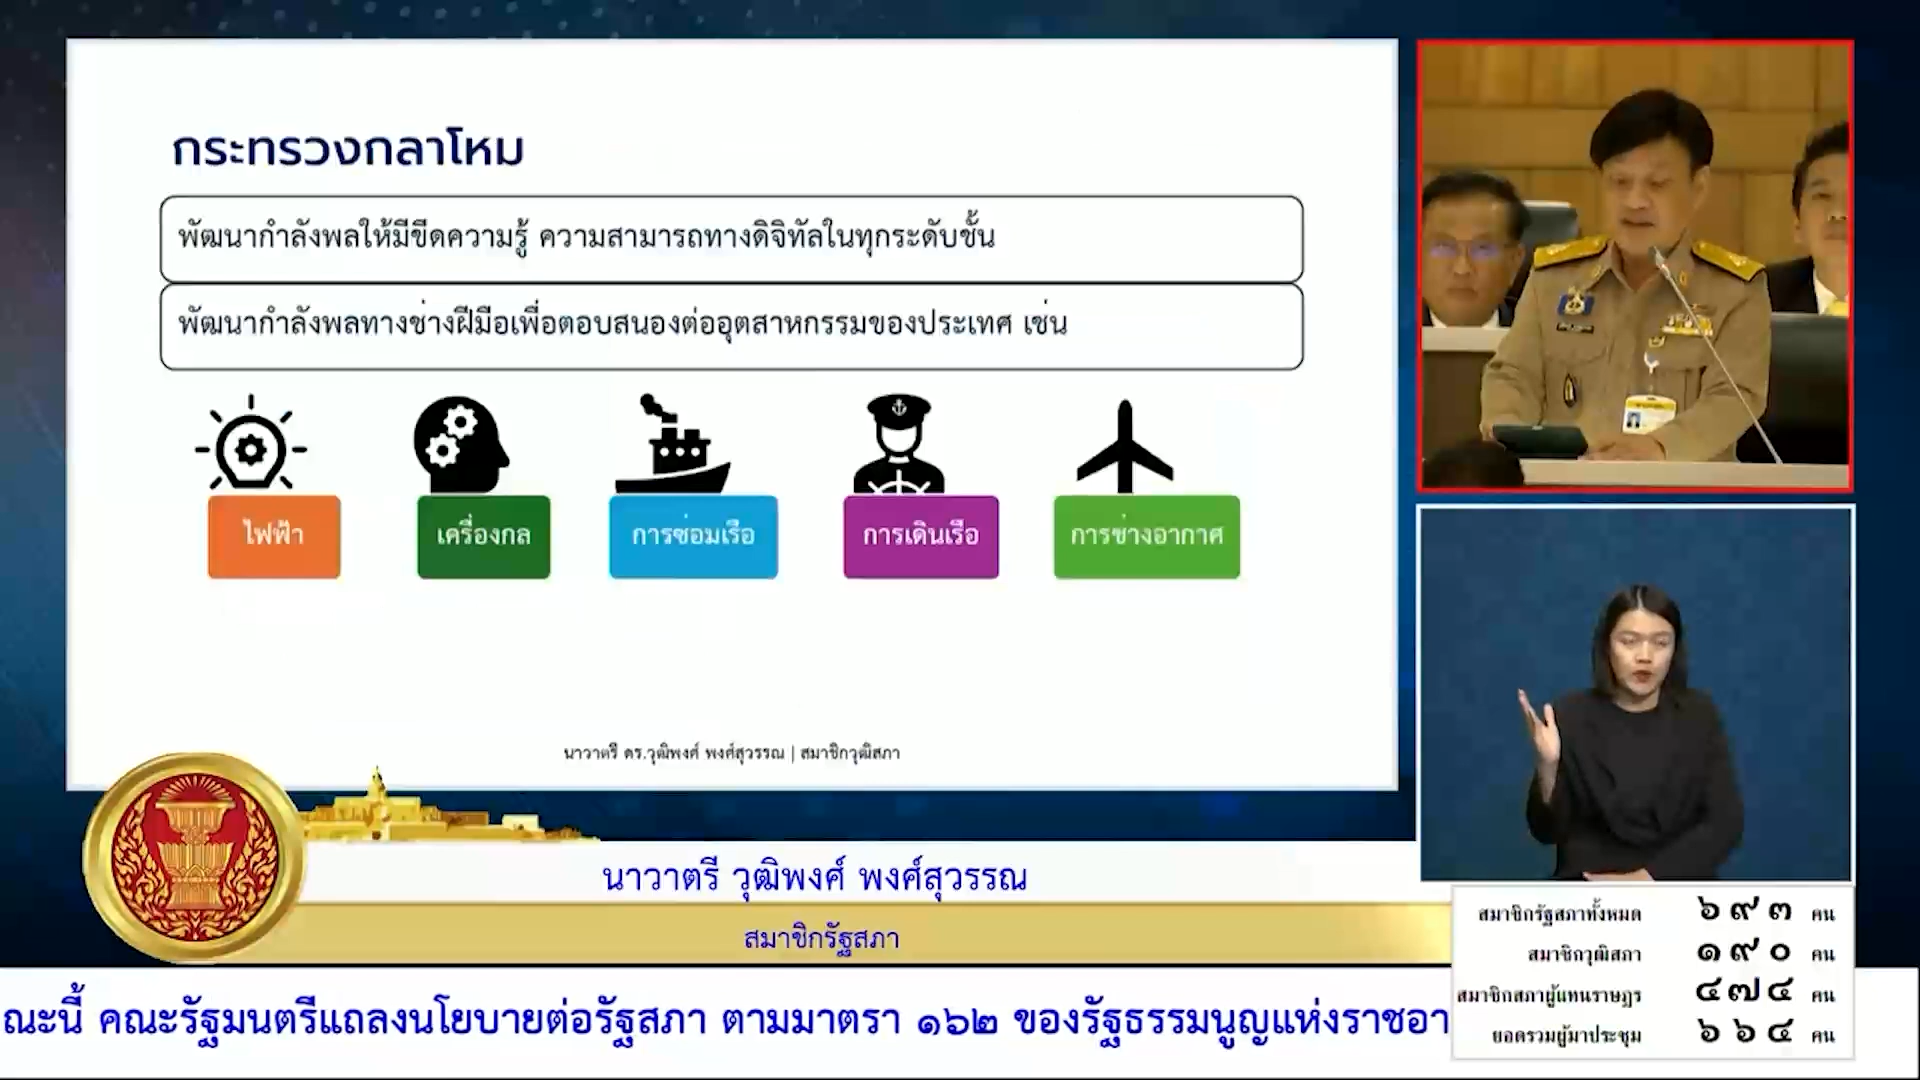 กระทรวงกลาโหม
พัฒนากำลังพลให้มีขีดความรู้ ความสามารถทางดิจิทัลในทุกระดับชั้น
พัฒนากำลังพลทางช่างฝีมือเพื่อตอบสนองต่ออุตสาหกรรมของประเทศ เช่น
ไฟฟ้า
เครื่องกล
การซ่อมเรือ
การเดินเรือ
การช่างอากาศ
นาวาตรี ดร.วุฒิพงศ์ พงศ์สุวรรณ | สมาชิกวุฒิสภา
นาวาตรี วุฒิพงศ์ พงศ์สุวรรณ
สมาชิกรัฐสภา
สมาชิกรัฐสภาทั้งหมด ๖๙๓ คน
สมาชิกวุฒิสภา ๑๙๐ คน
สมาชิกสภาผู้แทนราษฎร ๔๗๔ คน
ยอดรวมผู้มาประชุม ๖๖๔ คน
ณะนี้ คณะรัฐมนตรีแถลงนโยบายต่อรัฐสภา ตามมาตรา ๑๖๒ ของรัฐธรรมนูญแห่งราชอา